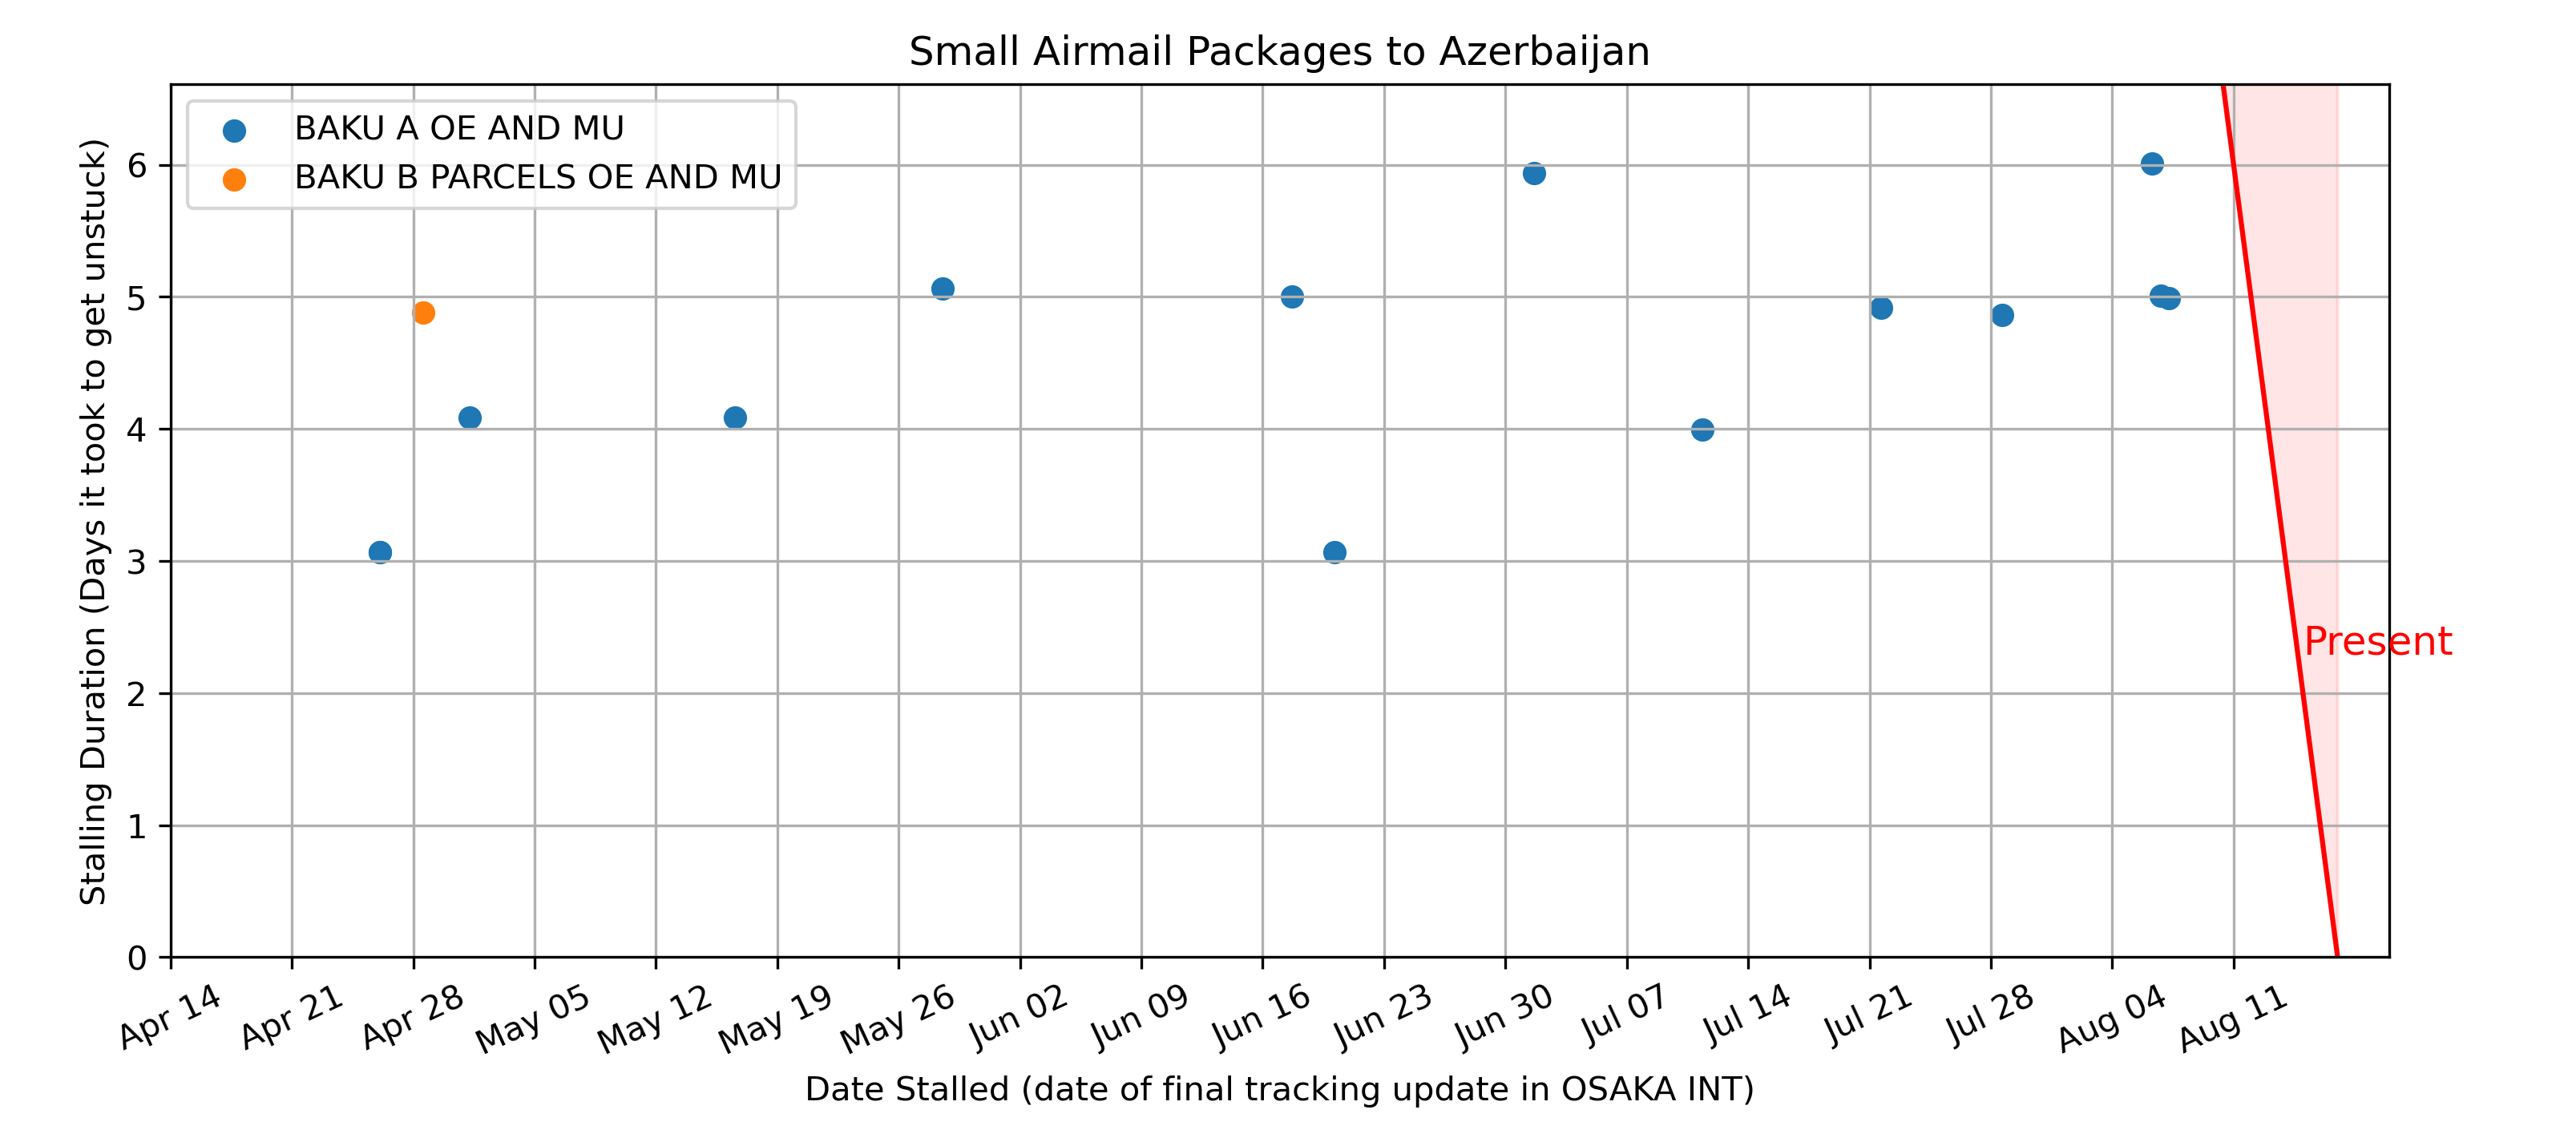 Small Airmail Packages to Azerbaijan
BAKU A OE AND MU
BAKU B PARCELS OE AND MU
Stalling Duration (Days it took to get unstuck)
6
5
4
3
2
1
0
Present
Apr 14
Apr 21
Apr 28
May 05
May 12
May 19
May 26
Jun 02
Jun 09
Jun 16
Jun 23
Jun 30
Jul 07
Jul 14
Jul 21
Jul 28
Aug 04
Aug 11
Date Stalled (date of final tracking update in OSAKA INT)